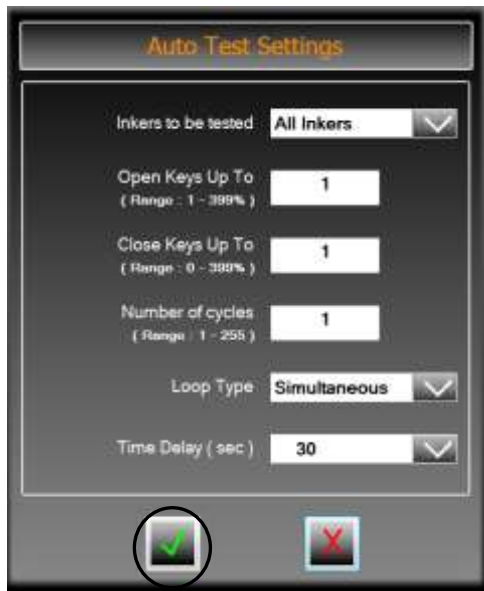 Auto Test Settings
Inkers to be tested All Inkers
Open Keys Up To 1
( Range : 1 - 399% )
Close Keys Up To 1
( Range : 0 - 399% )
Number of cycles 1
( Range : 1 - 255 )
Loop Type Simultaneous
Time Delay ( sec ) 30